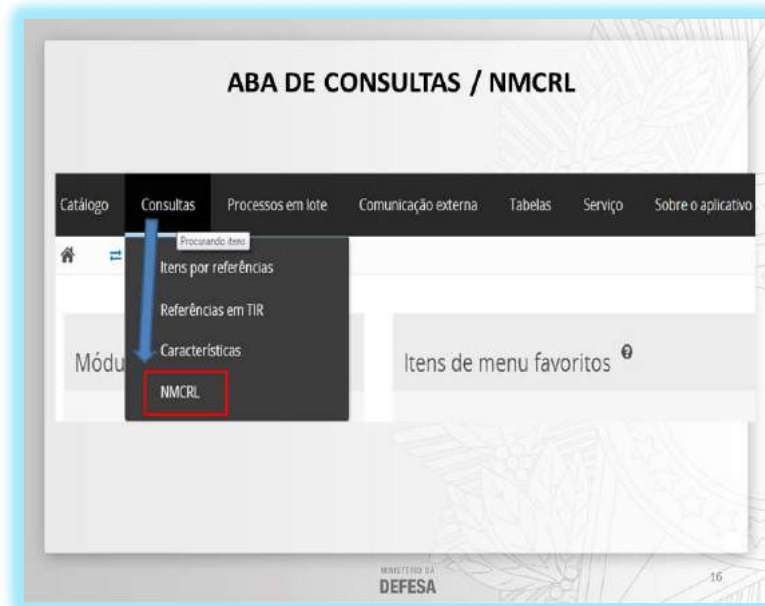 ABA DE CONSULTAS / NMCRL
Catálogo Consultas Processos em lote Comunicação externa Tabelas Serviço Sobre o aplicativo
Procurando itens
Itens por referências
Referências em TIR
Características
NMCRL
Módu
Itens de menu favoritos ?
MINISTÉRIO DA
DEFESA
16